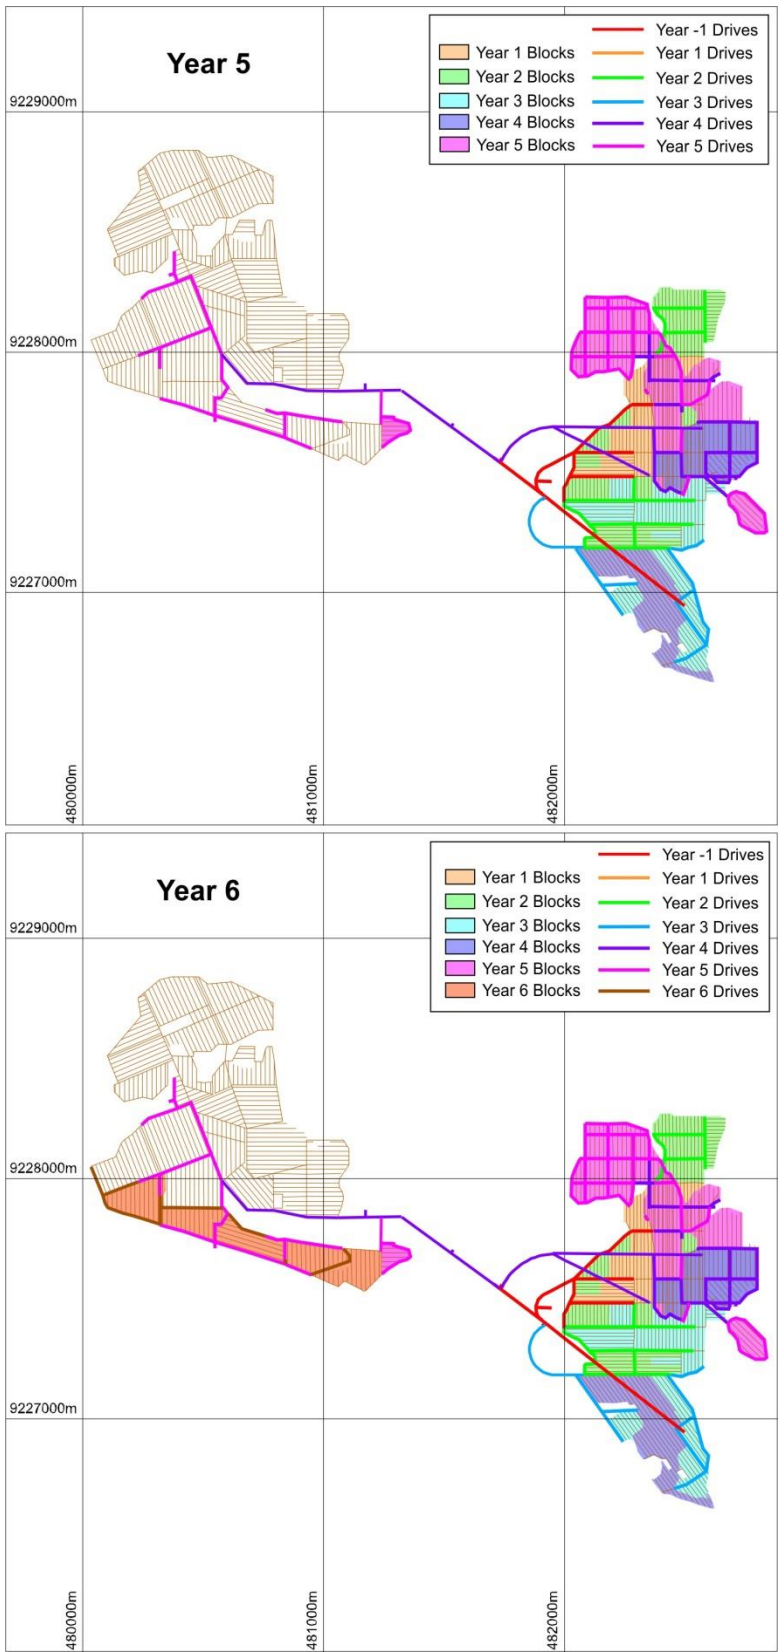 Year 5
Year 1 Blocks
Year 2 Blocks
Year 3 Blocks
Year 4 Blocks
Year 5 Blocks
Year -1 Drives
Year 1 Drives
Year 2 Drives
Year 3 Drives
Year 4 Drives
Year 5 Drives
9229000m
9228000m
9227000m
480000m
481000m
482000m
Year 6
Year 1 Blocks
Year 2 Blocks
Year 3 Blocks
Year 4 Blocks
Year 5 Blocks
Year 6 Blocks
Year -1 Drives
Year 1 Drives
Year 2 Drives
Year 3 Drives
Year 4 Drives
Year 5 Drives
Year 6 Drives
9229000m
9228000m
9227000m
480000m
481000m
482000m